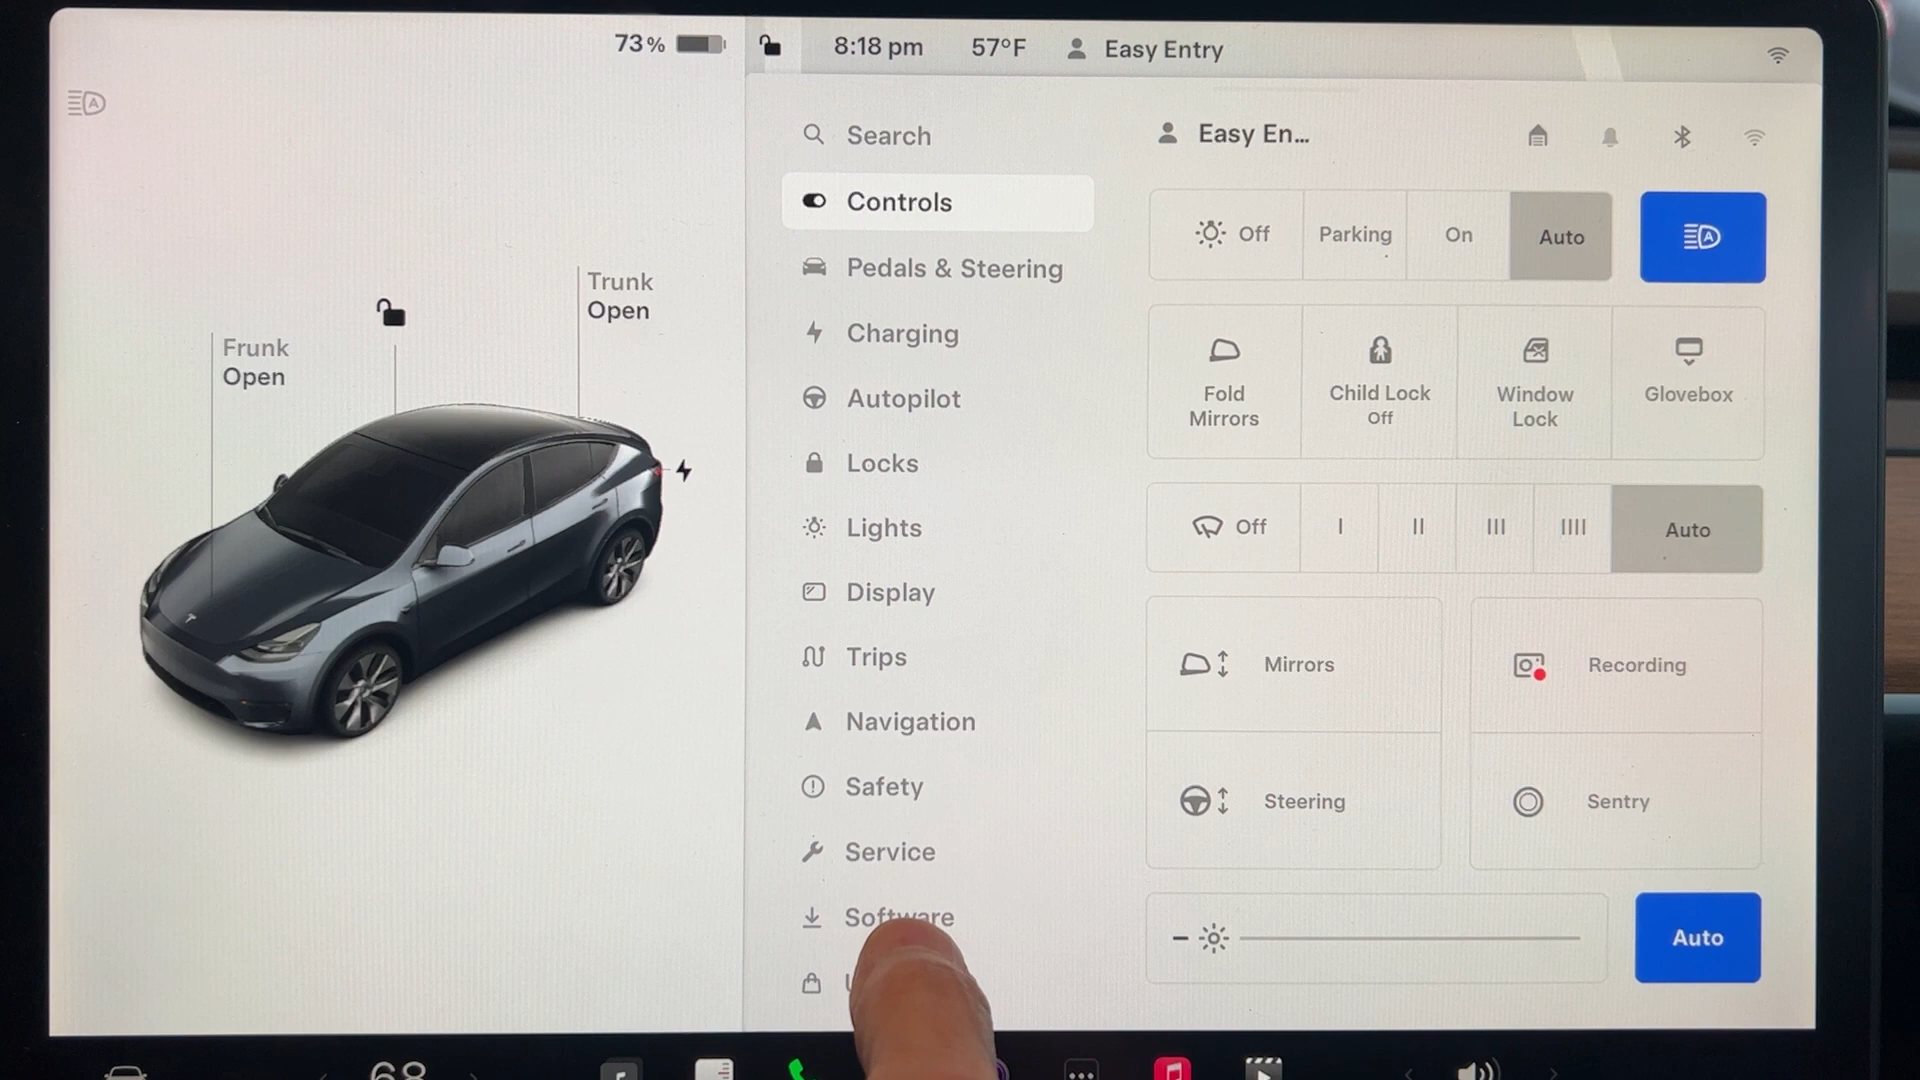 73%
8:18 pm
57°F
Easy Entry
Frunk
Open
Trunk
Open
Search
Controls
Pedals & Steering
Charging
Autopilot
Locks
Lights
Display
Trips
Navigation
Safety
Service
Software
Easy En...
Off
Parking
On
Auto
Fold
Mirrors
Child Lock
Off
Window
Lock
Glovebox
Off
I
II
III
IIII
Auto
Mirrors
Recording
Steering
Sentry
Auto
68